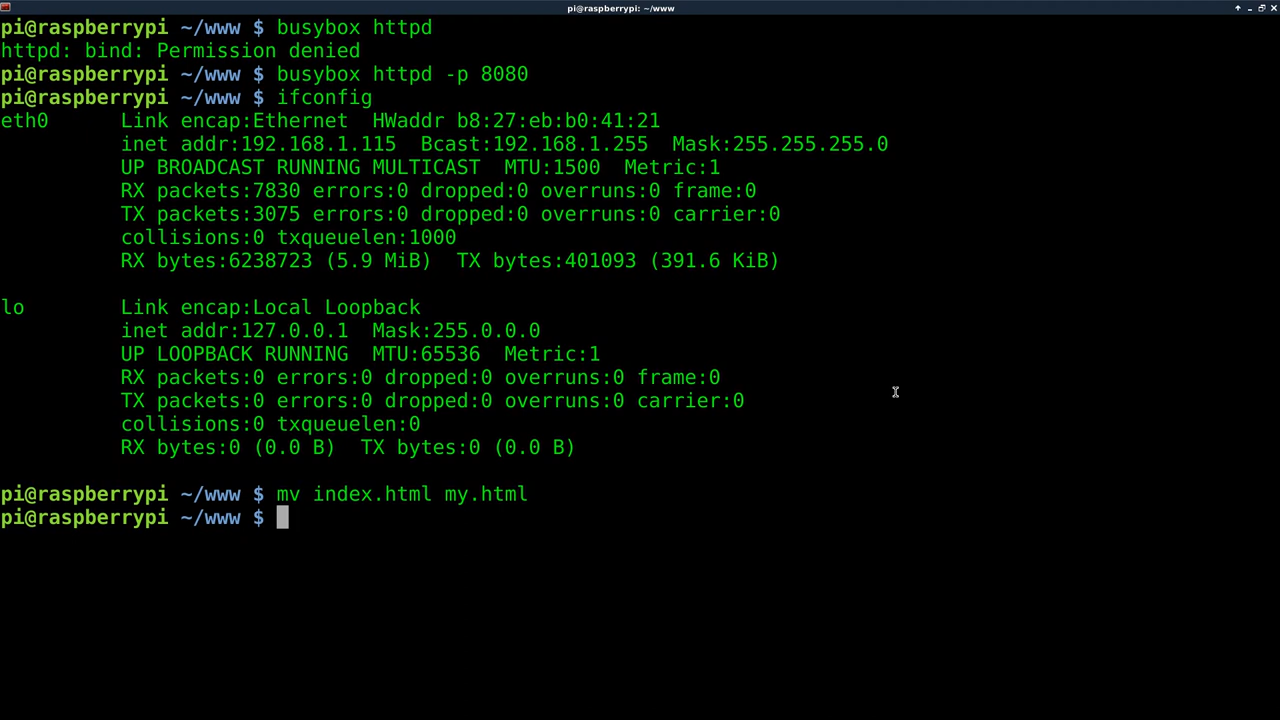 pi@raspberrypi: ~/www
pi@raspberrypi ~/www $ busybox httpd
httpd: bind: Permission denied
pi@raspberrypi ~/www $ busybox httpd -p 8080
pi@raspberrypi ~/www $ ifconfig
eth0      Link encap:Ethernet  HWaddr b8:27:eb:b0:41:21
          inet addr:192.168.1.115  Bcast:192.168.1.255  Mask:255.255.255.0
          UP BROADCAST RUNNING MULTICAST  MTU:1500  Metric:1
          RX packets:7830 errors:0 dropped:0 overruns:0 frame:0
          TX packets:3075 errors:0 dropped:0 overruns:0 carrier:0
          collisions:0 txqueuelen:1000
          RX bytes:6238723 (5.9 MiB)  TX bytes:401093 (391.6 KiB)
lo        Link encap:Local Loopback
          inet addr:127.0.0.1  Mask:255.0.0.0
          UP LOOPBACK RUNNING  MTU:65536  Metric:1
          RX packets:0 errors:0 dropped:0 overruns:0 frame:0
          TX packets:0 errors:0 dropped:0 overruns:0 carrier:0
          collisions:0 txqueuelen:0
          RX bytes:0 (0.0 B)  TX bytes:0 (0.0 B)
pi@raspberrypi ~/www $ mv index.html my.html
pi@raspberrypi ~/www $